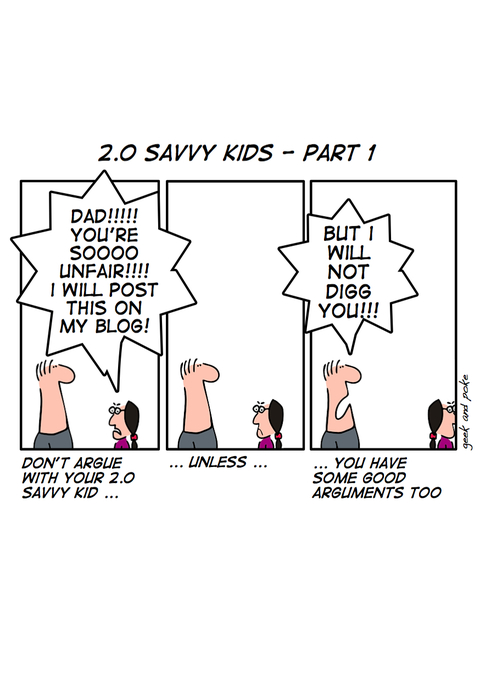 2.0 SAVVY KIDS - PART 1
DAD!!!!!
YOU'RE
SOOOO
UNFAIR!!!!
I WILL POST
THIS ON
MY BLOG!
BUT I
WILL
NOT
DIGG
YOU!!!
DON'T ARGUE
WITH YOUR 2.0
SAVVY KID ...
... UNLESS ...
... YOU HAVE
SOME GOOD
ARGUMENTS TOO
geek and poke